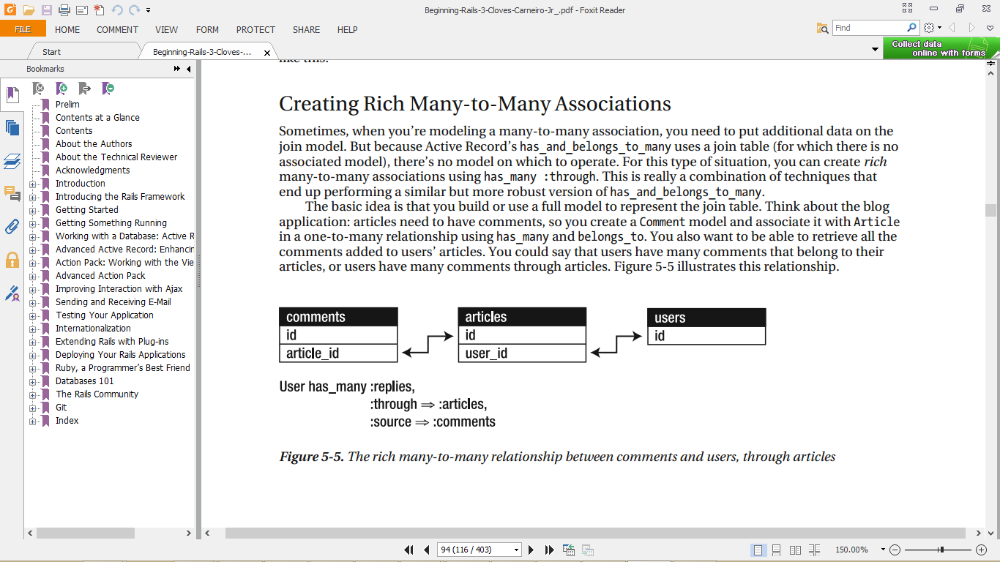 Beginning-Rails-3-Cloves-Carneiro-Jr_.pdf - Foxit Reader
FILE HOME COMMENT VIEW FORM PROTECT SHARE HELP
Find
Start
Beginning-Rails-3-Cloves-...
Collect data
online with forms
Bookmarks
Prelim
Contents at a Glance
Contents
About the Authors
About the Technical Reviewer
Acknowledgments
Introduction
Introducing the Rails Framework
Getting Started
Getting Something Running
Working with a Database: Active R
Advanced Active Record: Enhancin
Action Pack: Working with the Vie
Advanced Action Pack
Improving Interaction with Ajax
Sending and Receiving E-Mail
Testing Your Application
Internationalization
Extending Rails with Plug-ins
Deploying Your Rails Applications
Ruby, a Programmer's Best Friend
Databases 101
The Rails Community
Git
Index
like this:
Creating Rich Many-to-Many Associations
Sometimes, when you're modeling a many-to-many association, you need to put additional data on the
join model. But because Active Record's has_and_belongs_to_many uses a join table (for which there is no
associated model), there's no model on which to operate. For this type of situation, you can create rich
many-to-many associations using has_many :through. This is really a combination of techniques that
end up performing a similar but more robust version of has_and_belongs_to_many.
The basic idea is that you build or use a full model to represent the join table. Think about the blog
application: articles need to have comments, so you create a Comment model and associate it with Article
in a one-to-many relationship using has_many and belongs_to. You also want to be able to retrieve all the
comments added to users' articles. You could say that users have many comments that belong to their
articles, or users have many comments through articles. Figure 5-5 illustrates this relationship.
comments
id
article_id
articles
id
user_id
users
id
User has_many :replies,
:through ⇒ :articles,
:source ⇒ :comments
Figure 5-5. The rich many-to-many relationship between comments and users, through articles
94 (116 / 403)
150.00%